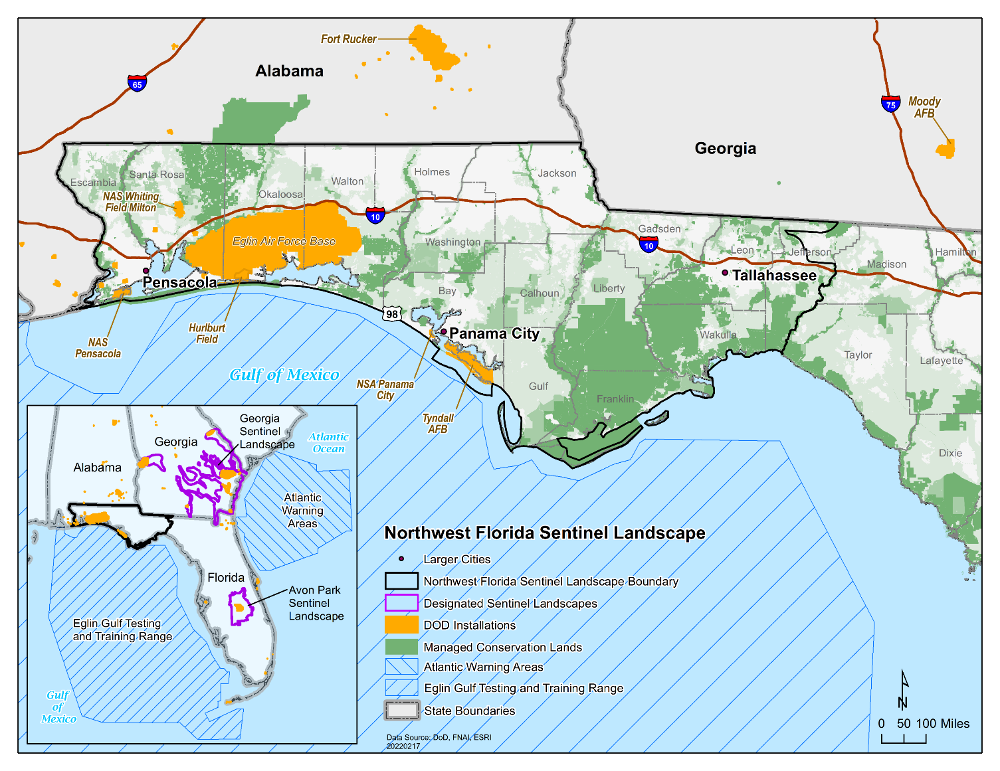 Fort Rucker
Alabama
65
75
Moody
AFB
Georgia
Escambia
Santa Rosa
Okaloosa
Walton
Holmes
Jackson
NAS Whiting
Field Milton
10
Eglin Air Force Base
Washington
Gadsden
10
Leon
Jefferson
Madison
Hamilton
Pensacola
Tallahassee
Bay
Calhoun
Liberty
98
Panama City
Wakulla
Taylor
Lafayette
Hurlburt
Field
NAS
Pensacola
Gulf of Mexico
NSA Panama
City
Gulf
Franklin
Tyndall
AFB
Dixie
Georgia
Sentinel
Landscape
Georgia
Atlantic
Ocean
Alabama
Atlantic
Warning
Areas
Florida
Avon Park
Sentinel
Landscape
Eglin Gulf Testing
and Training Range
Gulf
of
Mexico
Northwest Florida Sentinel Landscape
Larger Cities
Northwest Florida Sentinel Landscape Boundary
Designated Sentinel Landscapes
DOD Installations
Managed Conservation Lands
Atlantic Warning Areas
Eglin Gulf Testing and Training Range
State Boundaries
Data Source: DoD, FNAI, ESRI
20220217
N
0 50 100 Miles